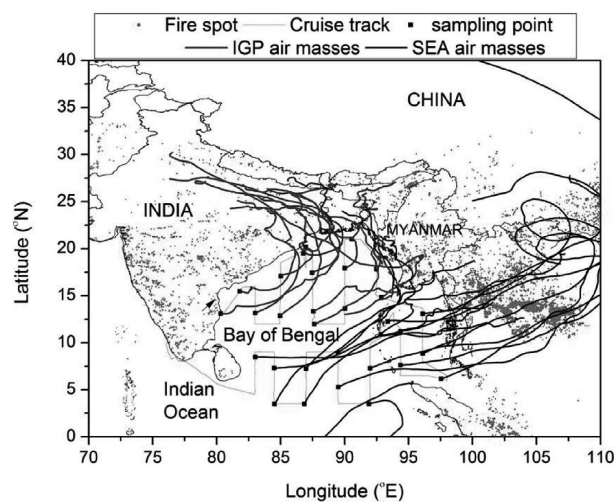 Fire spot Cruise track sampling point
IGP air masses SEA air masses
40
35
30
25
20
15
10
5
0
Latitude (°N)
CHINA
INDIA
MYANMAR
Bay of Bengal
Indian
Ocean
70 75 80 85 90 95 100 105 110
Longitude (°E)